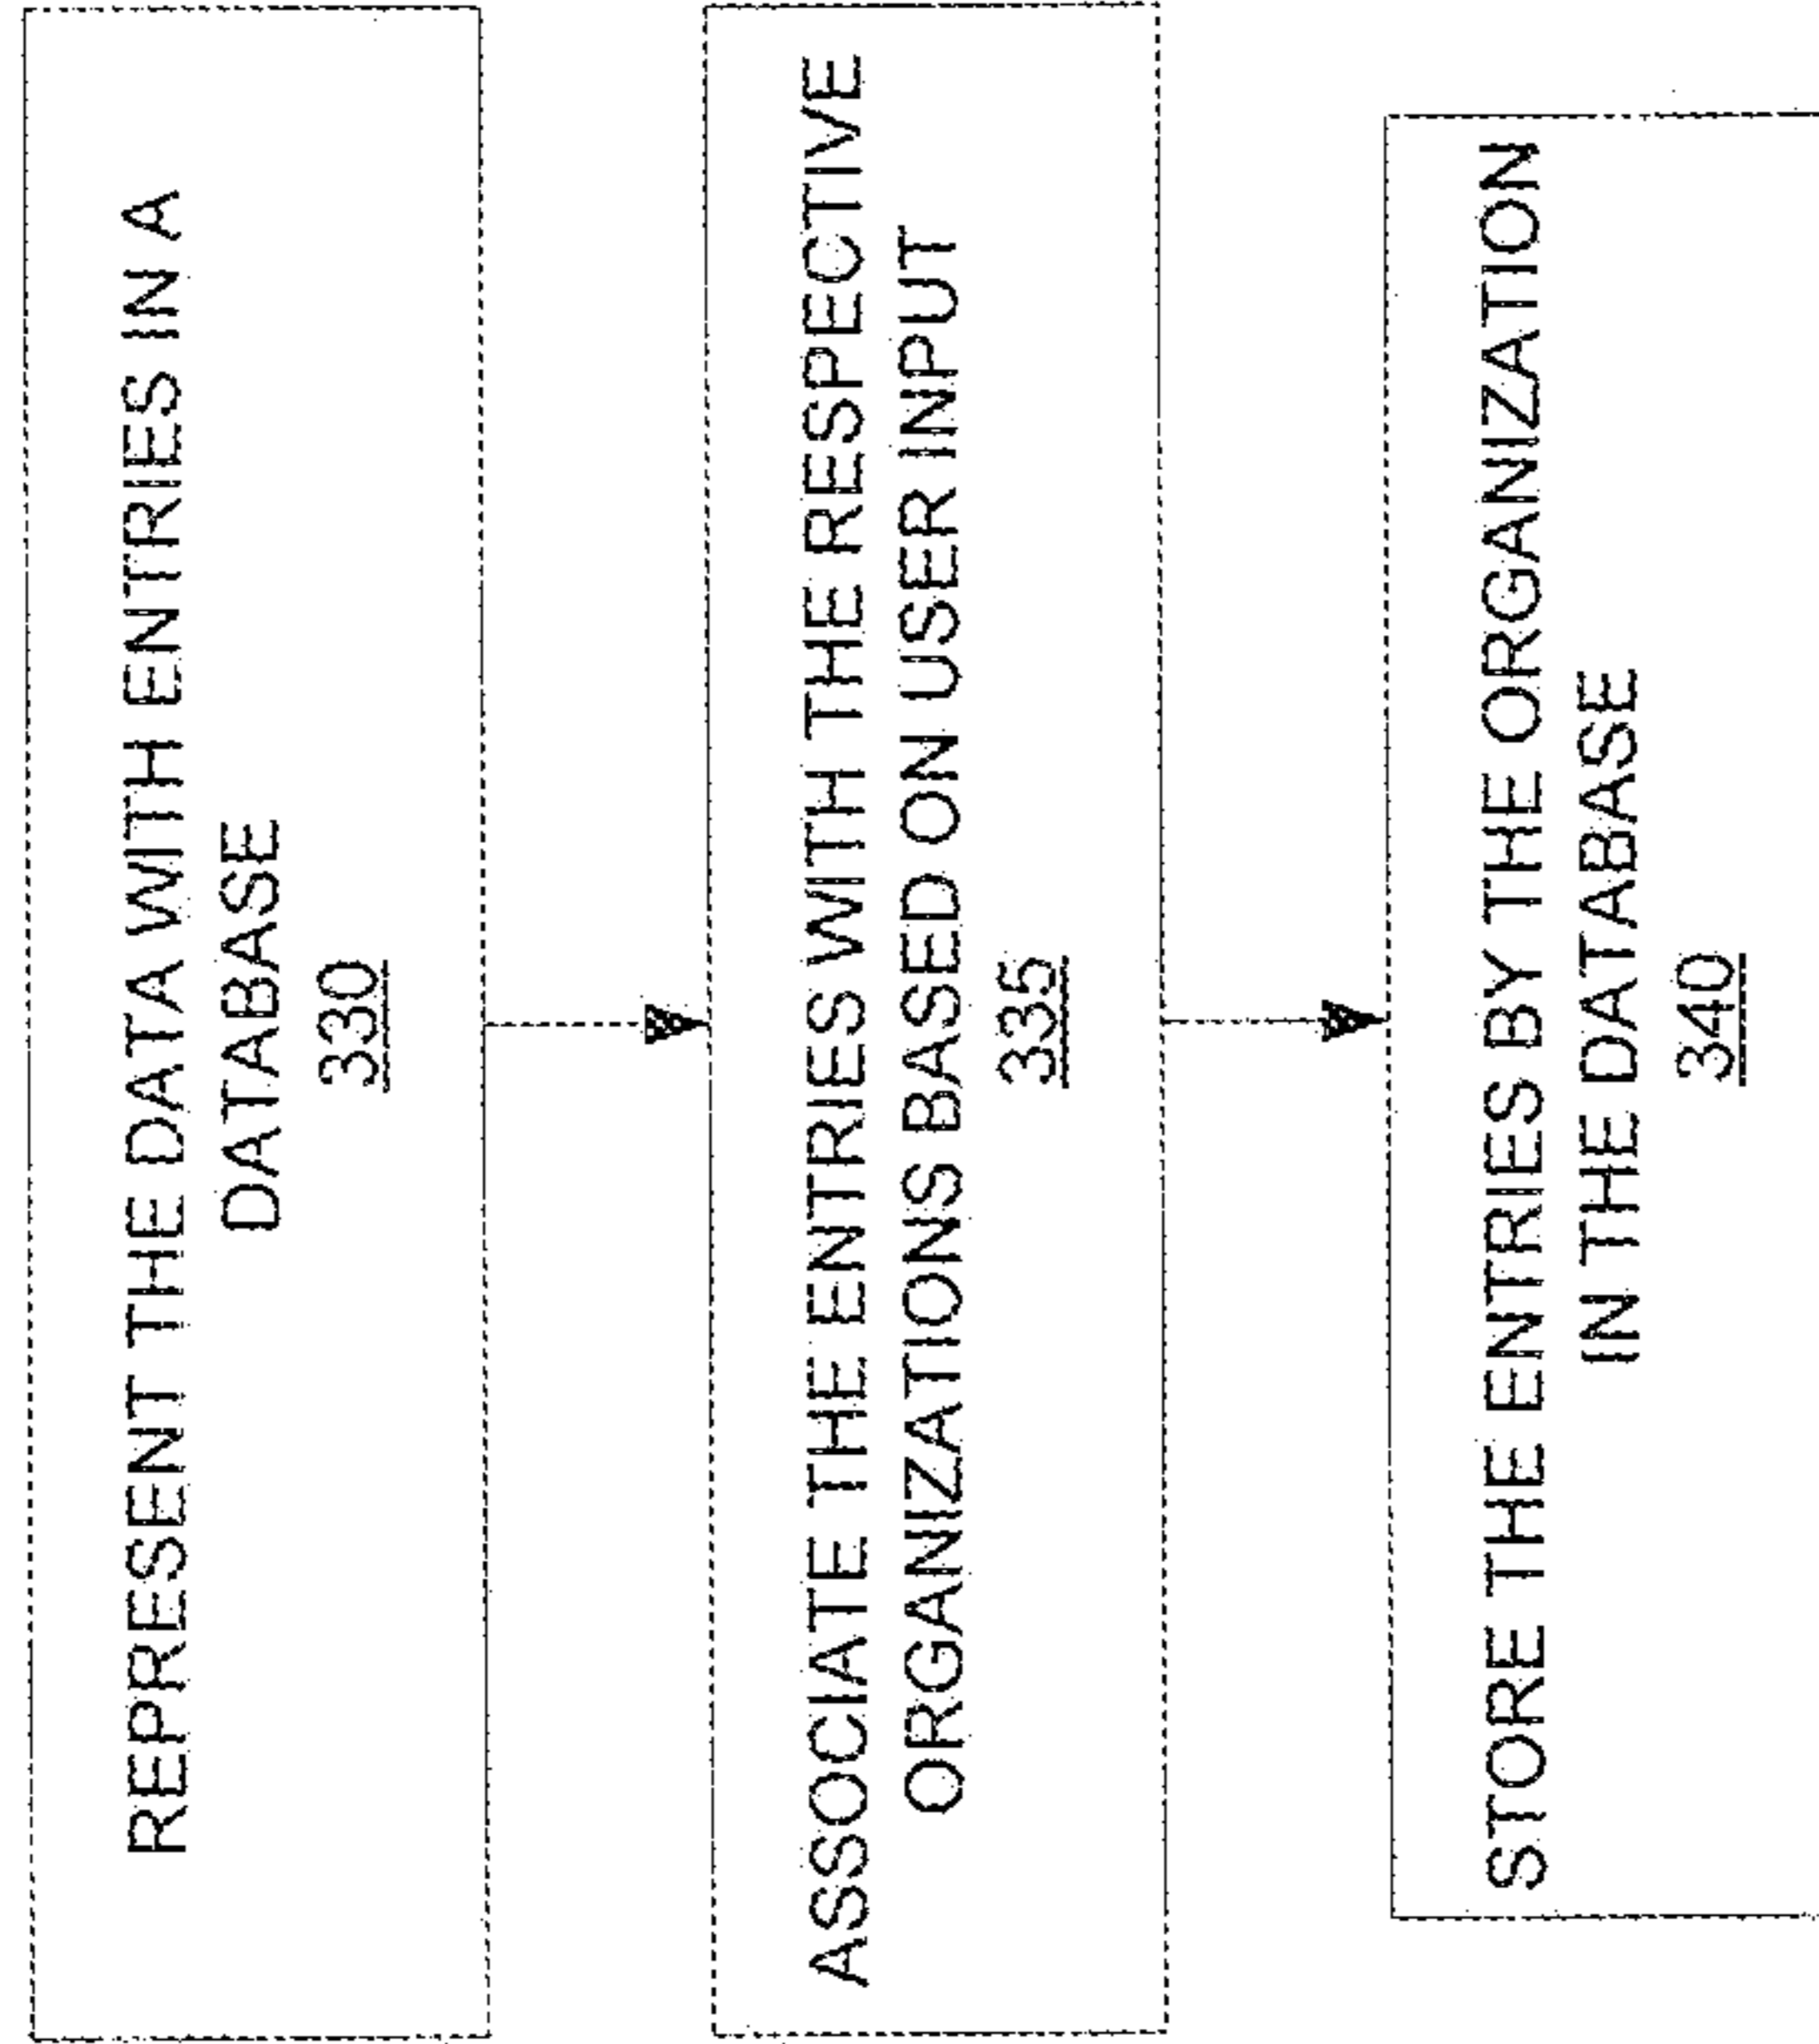 REPRESENT THE DATA WITH ENTRIES IN A
DATABASE
330
ASSOCIATE THE ENTRIES WITH THE RESPECTIVE
ORGANIZATIONS BASED ON USER INPUT
335
STORE THE ENTRIES BY THE ORGANIZATION
IN THE DATABASE
340